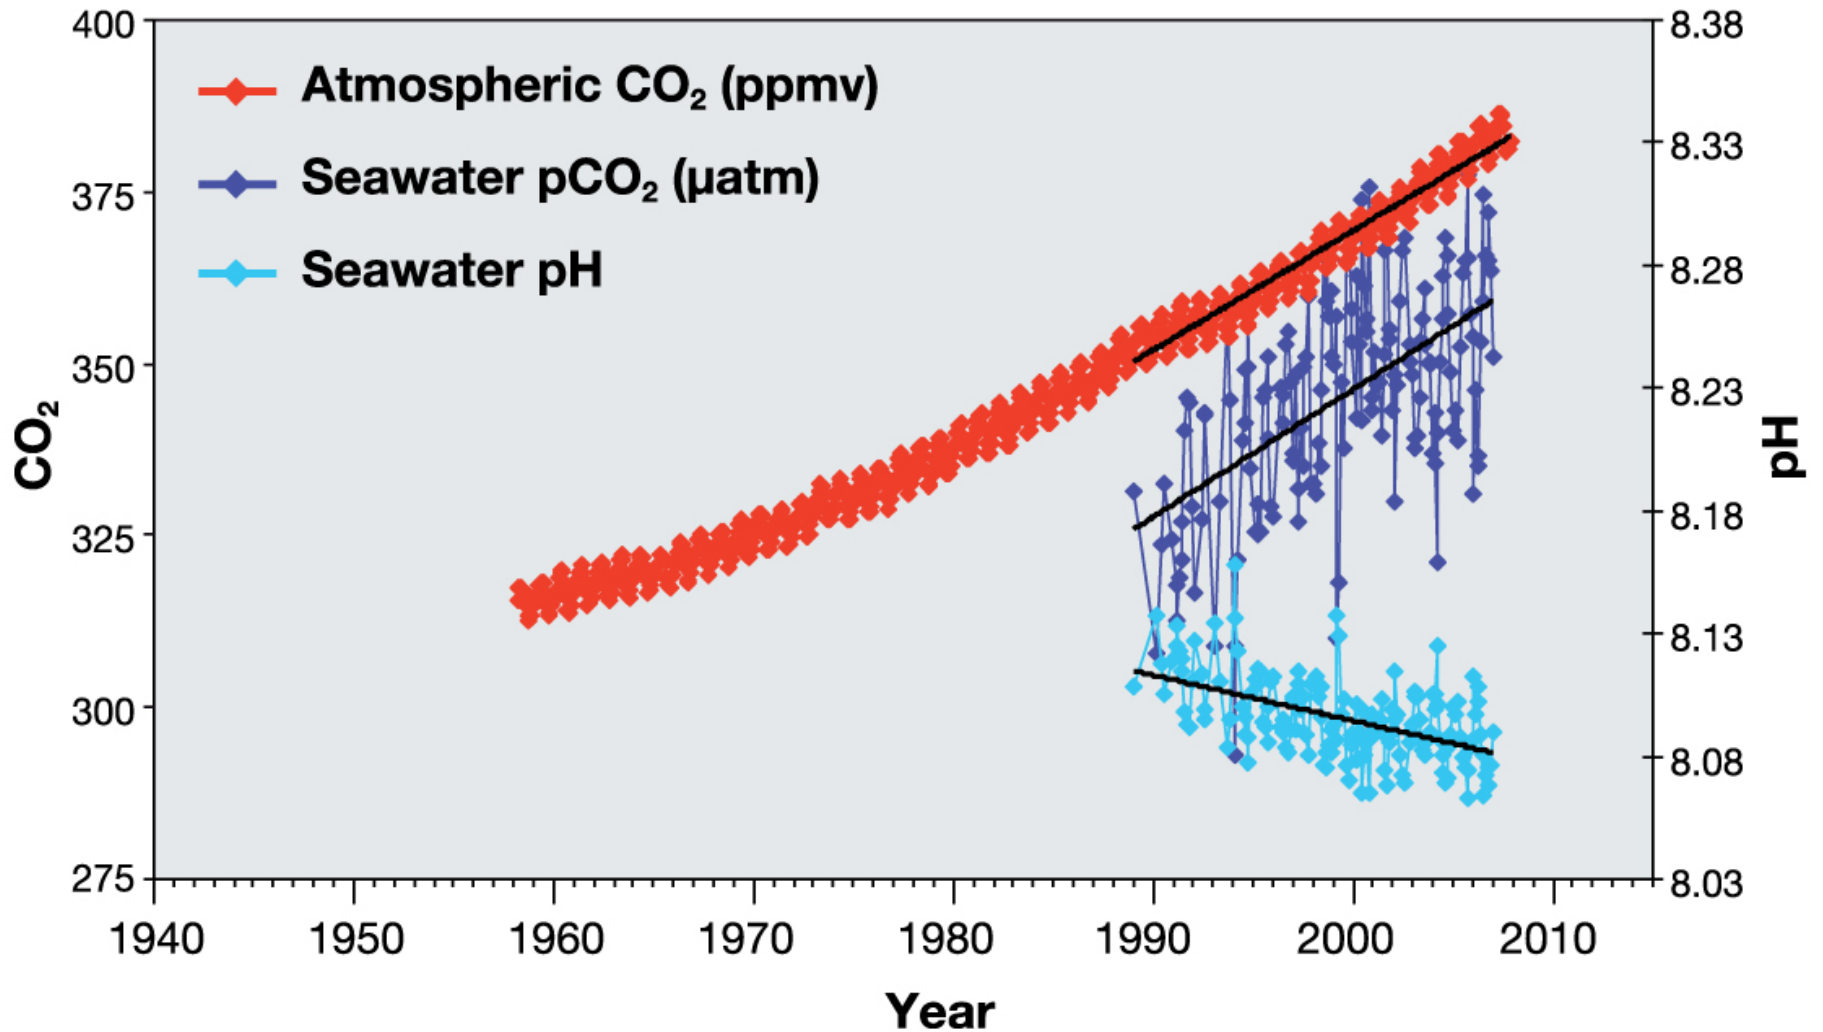 Atmospheric CO₂ (ppmv)
Seawater pCO₂ (µatm)
Seawater pH
400
375
350
325
300
275
CO₂
8.38
8.33
8.28
8.23
8.18
8.13
8.08
8.03
pH
1940 1950 1960 1970 1980 1990 2000 2010
Year